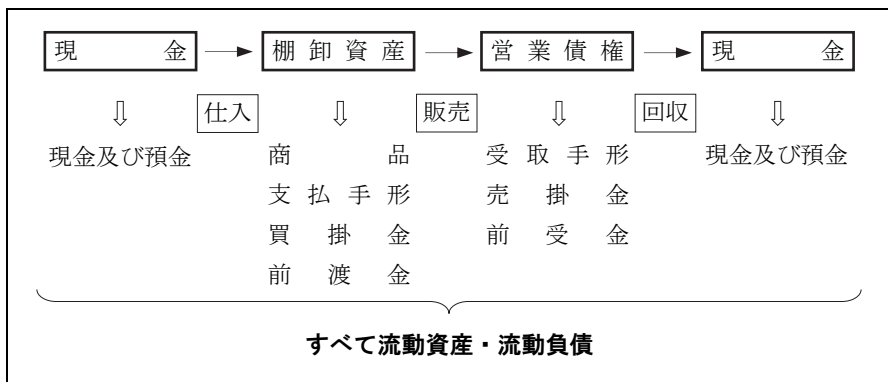 現金 棚卸資産 営業債権 現金
仕入 販売 回収
現金及び預金 商品 受取手形 現金及び預金
支払手形 売掛金
買掛金 前受金
前渡金
すべて流動資産・流動負債